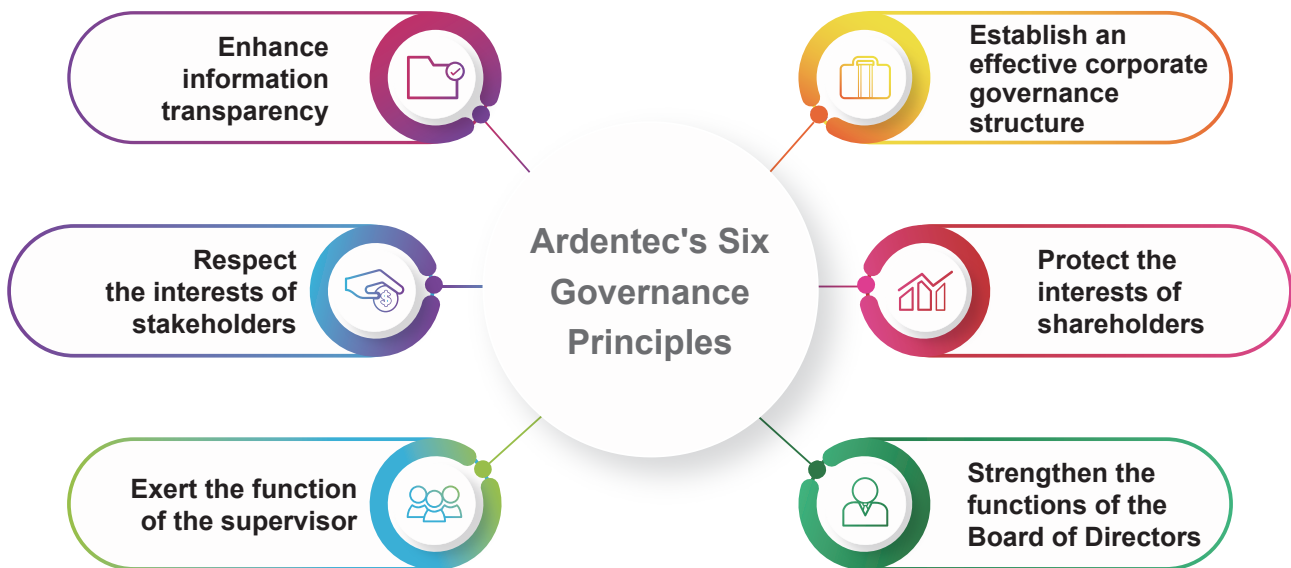 Enhance
information
transparency
Establish an
effective corporate
governance
structure
Ardentec's Six
Governance
Principles
Respect
the interests of
stakeholders
Protect the
interests of
shareholders
Exert the function
of the supervisor
Strengthen the
functions of the
Board of Directors
$